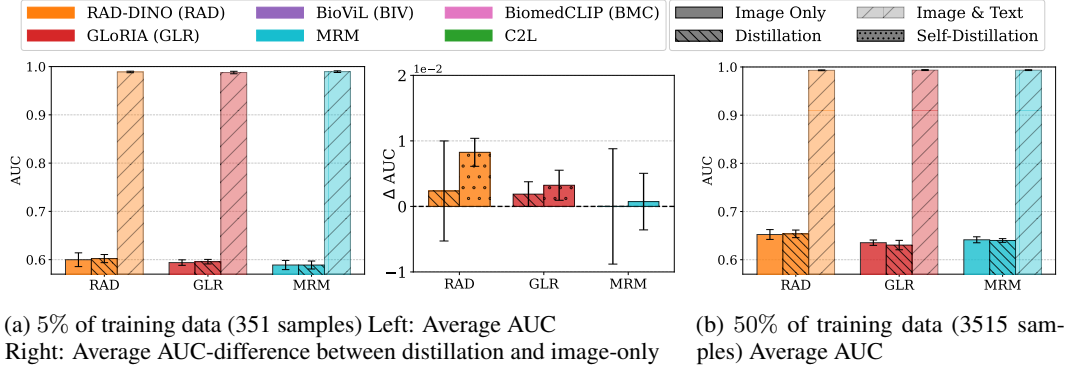 RAD-DINO (RAD) BioViL (BIV) BiomedCLIP (BMC) Image Only Image & Text
GLoRIA (GLR) MRM C2L Distillation Self-Distillation
1.0
0.9
0.8
0.7
0.6
AUC
RAD GLR MRM
1e−2
2
1
0
−1
Δ AUC
RAD GLR MRM
1.0
0.9
0.8
0.7
0.6
AUC
RAD GLR MRM
(a) 5% of training data (351 samples) Left: Average AUC
Right: Average AUC-difference between distillation and image-only
(b) 50% of training data (3515 sam-
ples) Average AUC